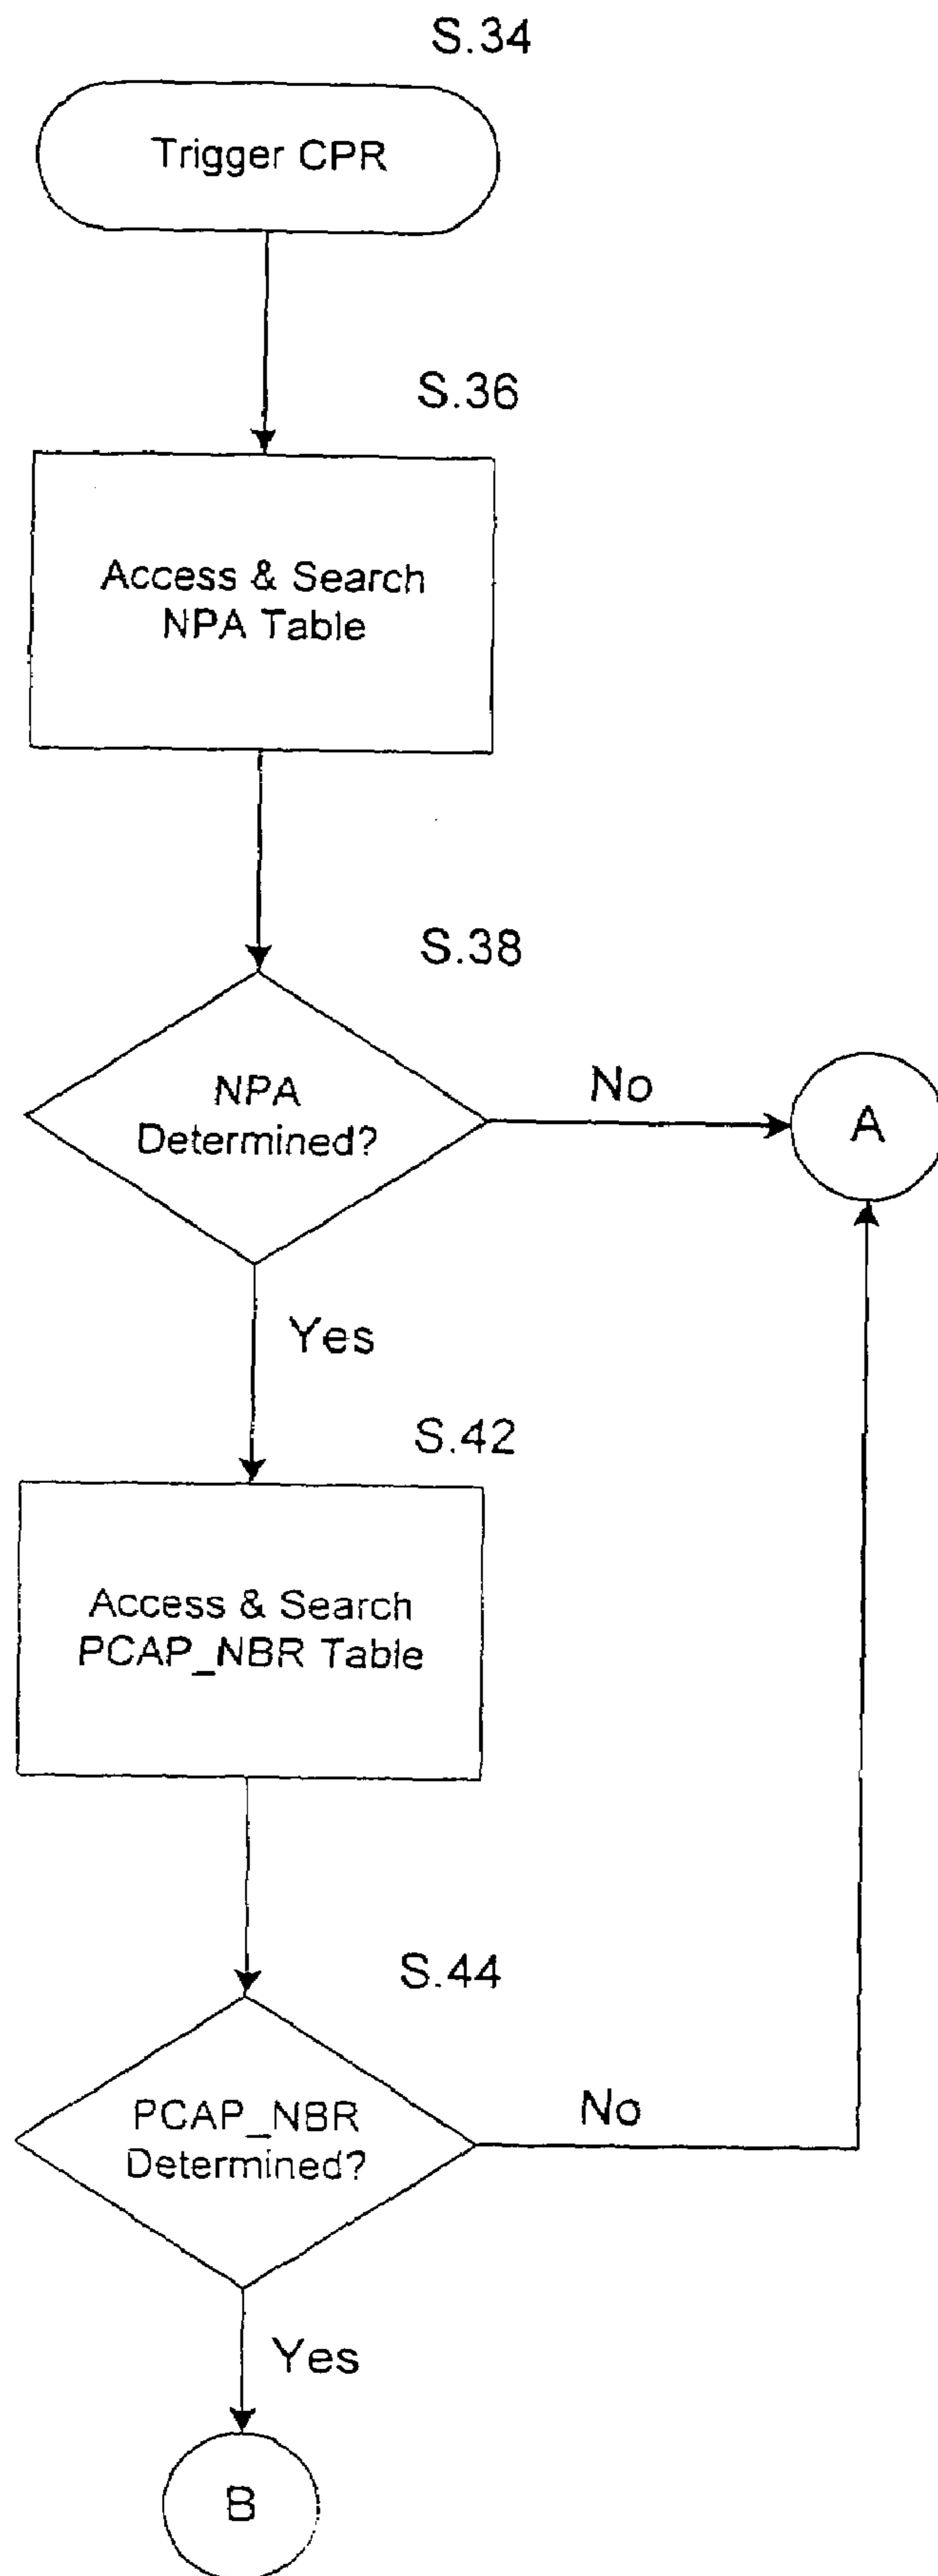 S.34
Trigger CPR
S.36
Access & Search
NPA Table
S.38
NPA
Determined?
No
A
Yes
S.42
Access & Search
PCAP_NBR Table
S.44
PCAP_NBR
Determined?
No
Yes
B